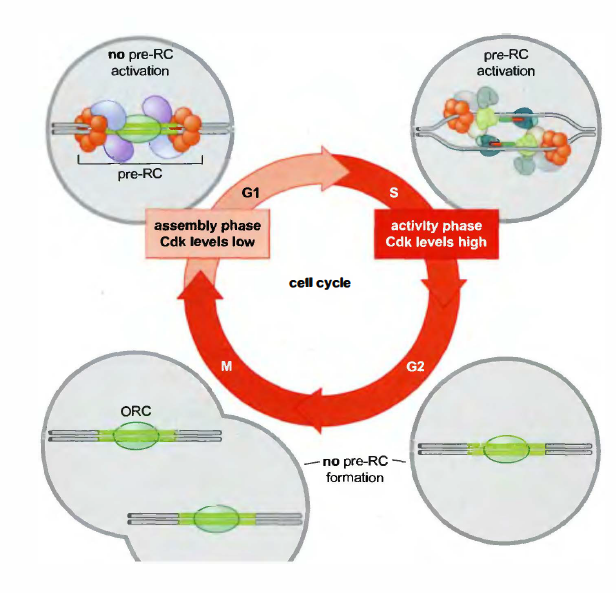 no pre-RC
activation
pre-RC
activation
pre-RC
G1
S
assembly phase
Cdk levels low
activity phase
Cdk levels high
cell cycle
M
G2
ORC
no pre-RC
formation